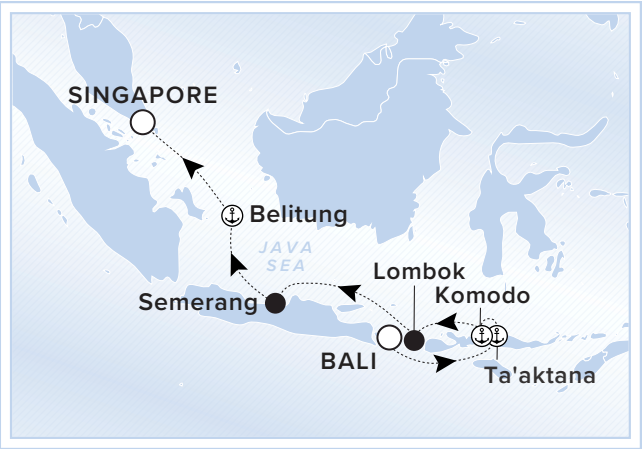 SINGAPORE
Belitung
JAVA
SEA
Lombok
Komodo
Semerang
BALI
Ta'aktana